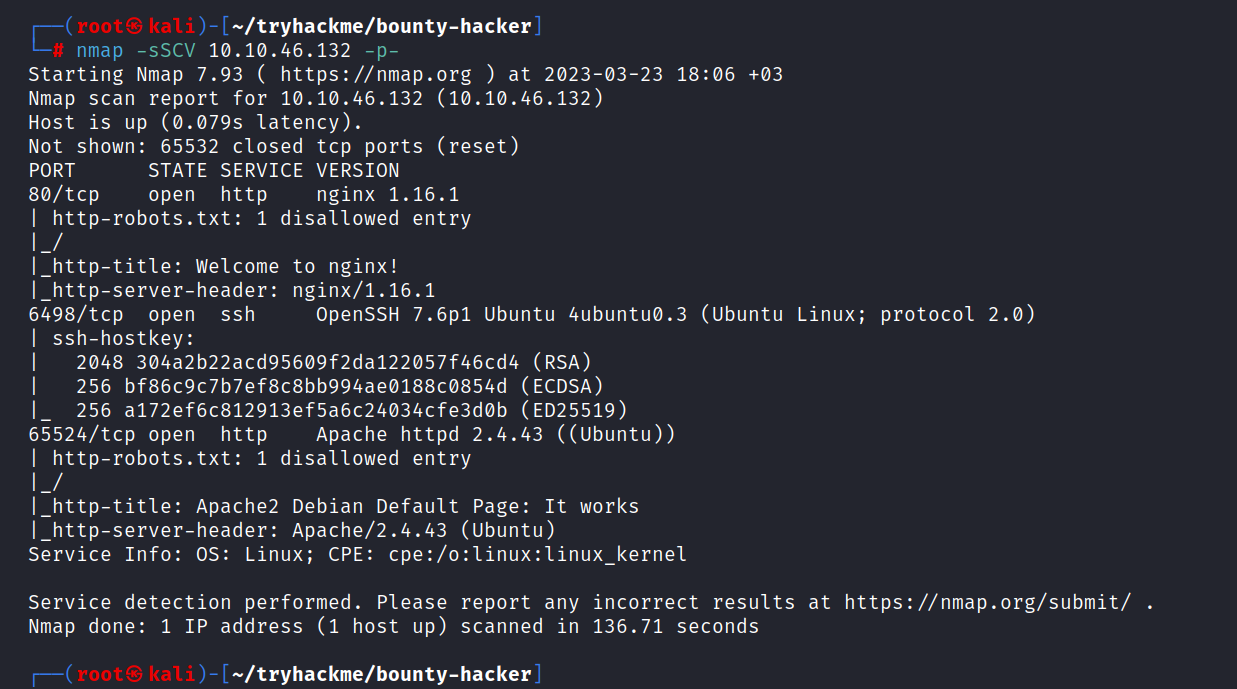 ┌──(root㉿kali)-[~/tryhackme/bounty-hacker]
└─# nmap -sSCV 10.10.46.132 -p-
Starting Nmap 7.93 ( https://nmap.org ) at 2023-03-23 18:06 +03
Nmap scan report for 10.10.46.132 (10.10.46.132)
Host is up (0.079s latency).
Not shown: 65532 closed tcp ports (reset)
PORT      STATE SERVICE VERSION
80/tcp    open  http    nginx 1.16.1
| http-robots.txt: 1 disallowed entry
|_/
|_http-title: Welcome to nginx!
|_http-server-header: nginx/1.16.1
6498/tcp  open  ssh     OpenSSH 7.6p1 Ubuntu 4ubuntu0.3 (Ubuntu Linux; protocol 2.0)
| ssh-hostkey:
|   2048 304a2b22acd95609f2da122057f46cd4 (RSA)
|   256 bf86c9c7b7ef8c8bb994ae0188c0854d (ECDSA)
|_  256 a172ef6c812913ef5a6c24034cfe3d0b (ED25519)
65524/tcp open  http    Apache httpd 2.4.43 ((Ubuntu))
| http-robots.txt: 1 disallowed entry
|_/
|_http-title: Apache2 Debian Default Page: It works
|_http-server-header: Apache/2.4.43 (Ubuntu)
Service Info: OS: Linux; CPE: cpe:/o:linux:linux_kernel

Service detection performed. Please report any incorrect results at https://nmap.org/submit/ .
Nmap done: 1 IP address (1 host up) scanned in 136.71 seconds

┌──(root㉿kali)-[~/tryhackme/bounty-hacker]